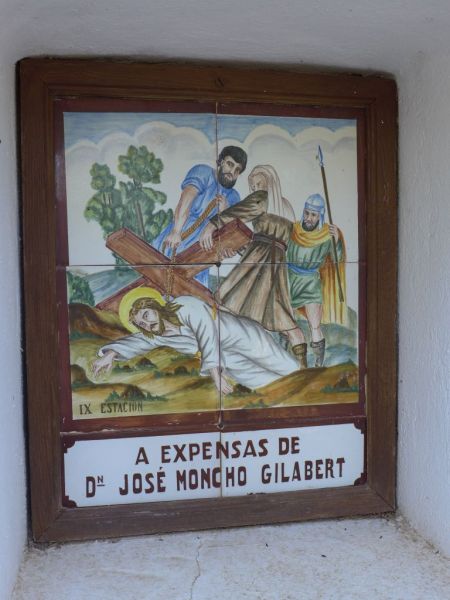 IX ESTACION
A EXPENSAS DE
Dⁿ JOSÉ MONCHO GILABERT